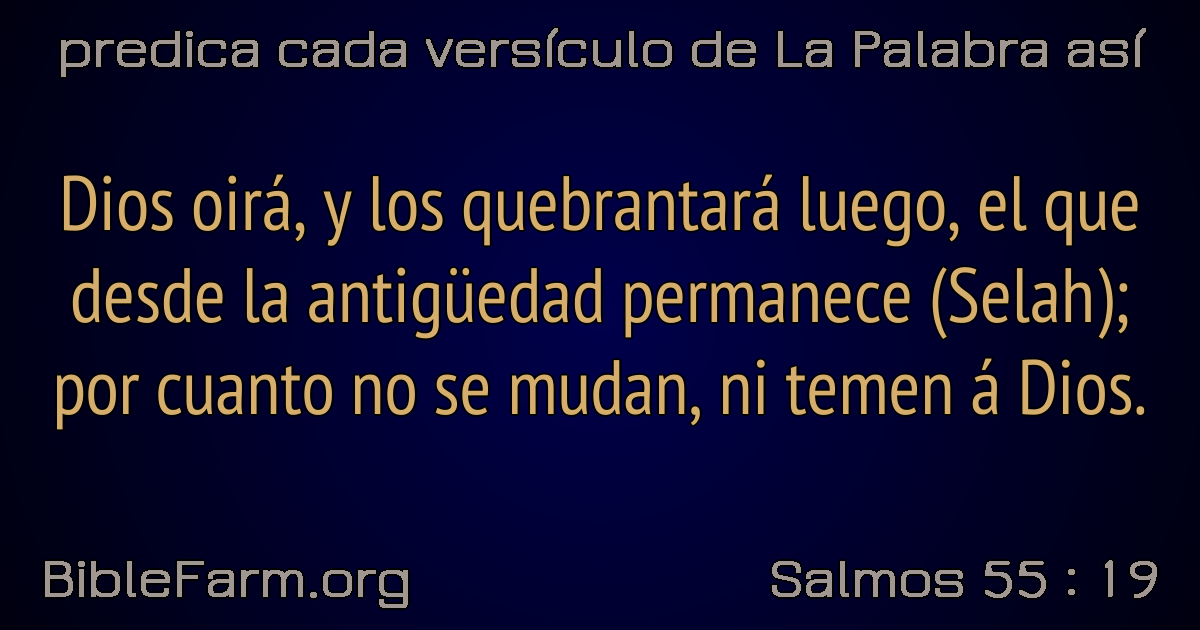 predica cada versículo de La Palabra así
Dios oirá, y los quebrantará luego, el que
desde la antigüedad permanece (Selah);
por cuanto no se mudan, ni temen á Dios.
BibleFarm.org
Salmos 55 : 19